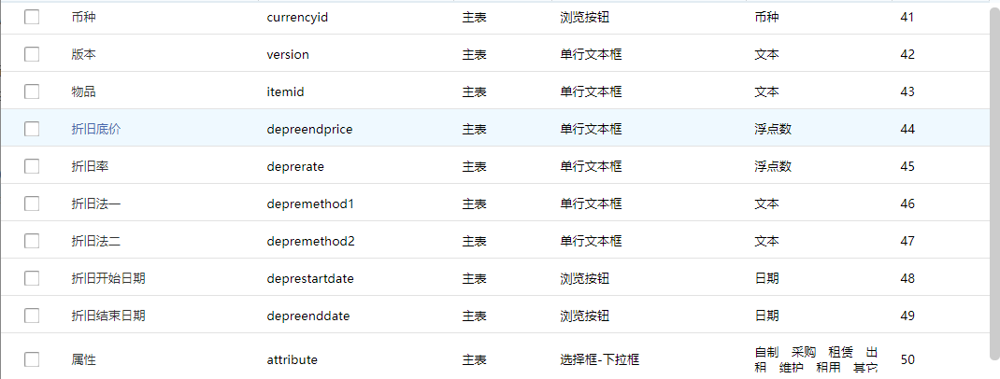 币种 currencyid 主表 浏览按钮 币种 41
版本 version 主表 单行文本框 文本 42
物品 itemid 主表 单行文本框 文本 43
折旧底价 depreendprice 主表 单行文本框 浮点数 44
折旧率 deprerate 主表 单行文本框 浮点数 45
折旧法一 depremethod1 主表 单行文本框 文本 46
折旧法二 depremethod2 主表 单行文本框 文本 47
折旧开始日期 deprestartdate 主表 浏览按钮 日期 48
折旧结束日期 depreenddate 主表 浏览按钮 日期 49
属性 attribute 主表 选择框-下拉框 自制 采购 租赁 出 50
租 维护 租用 其它